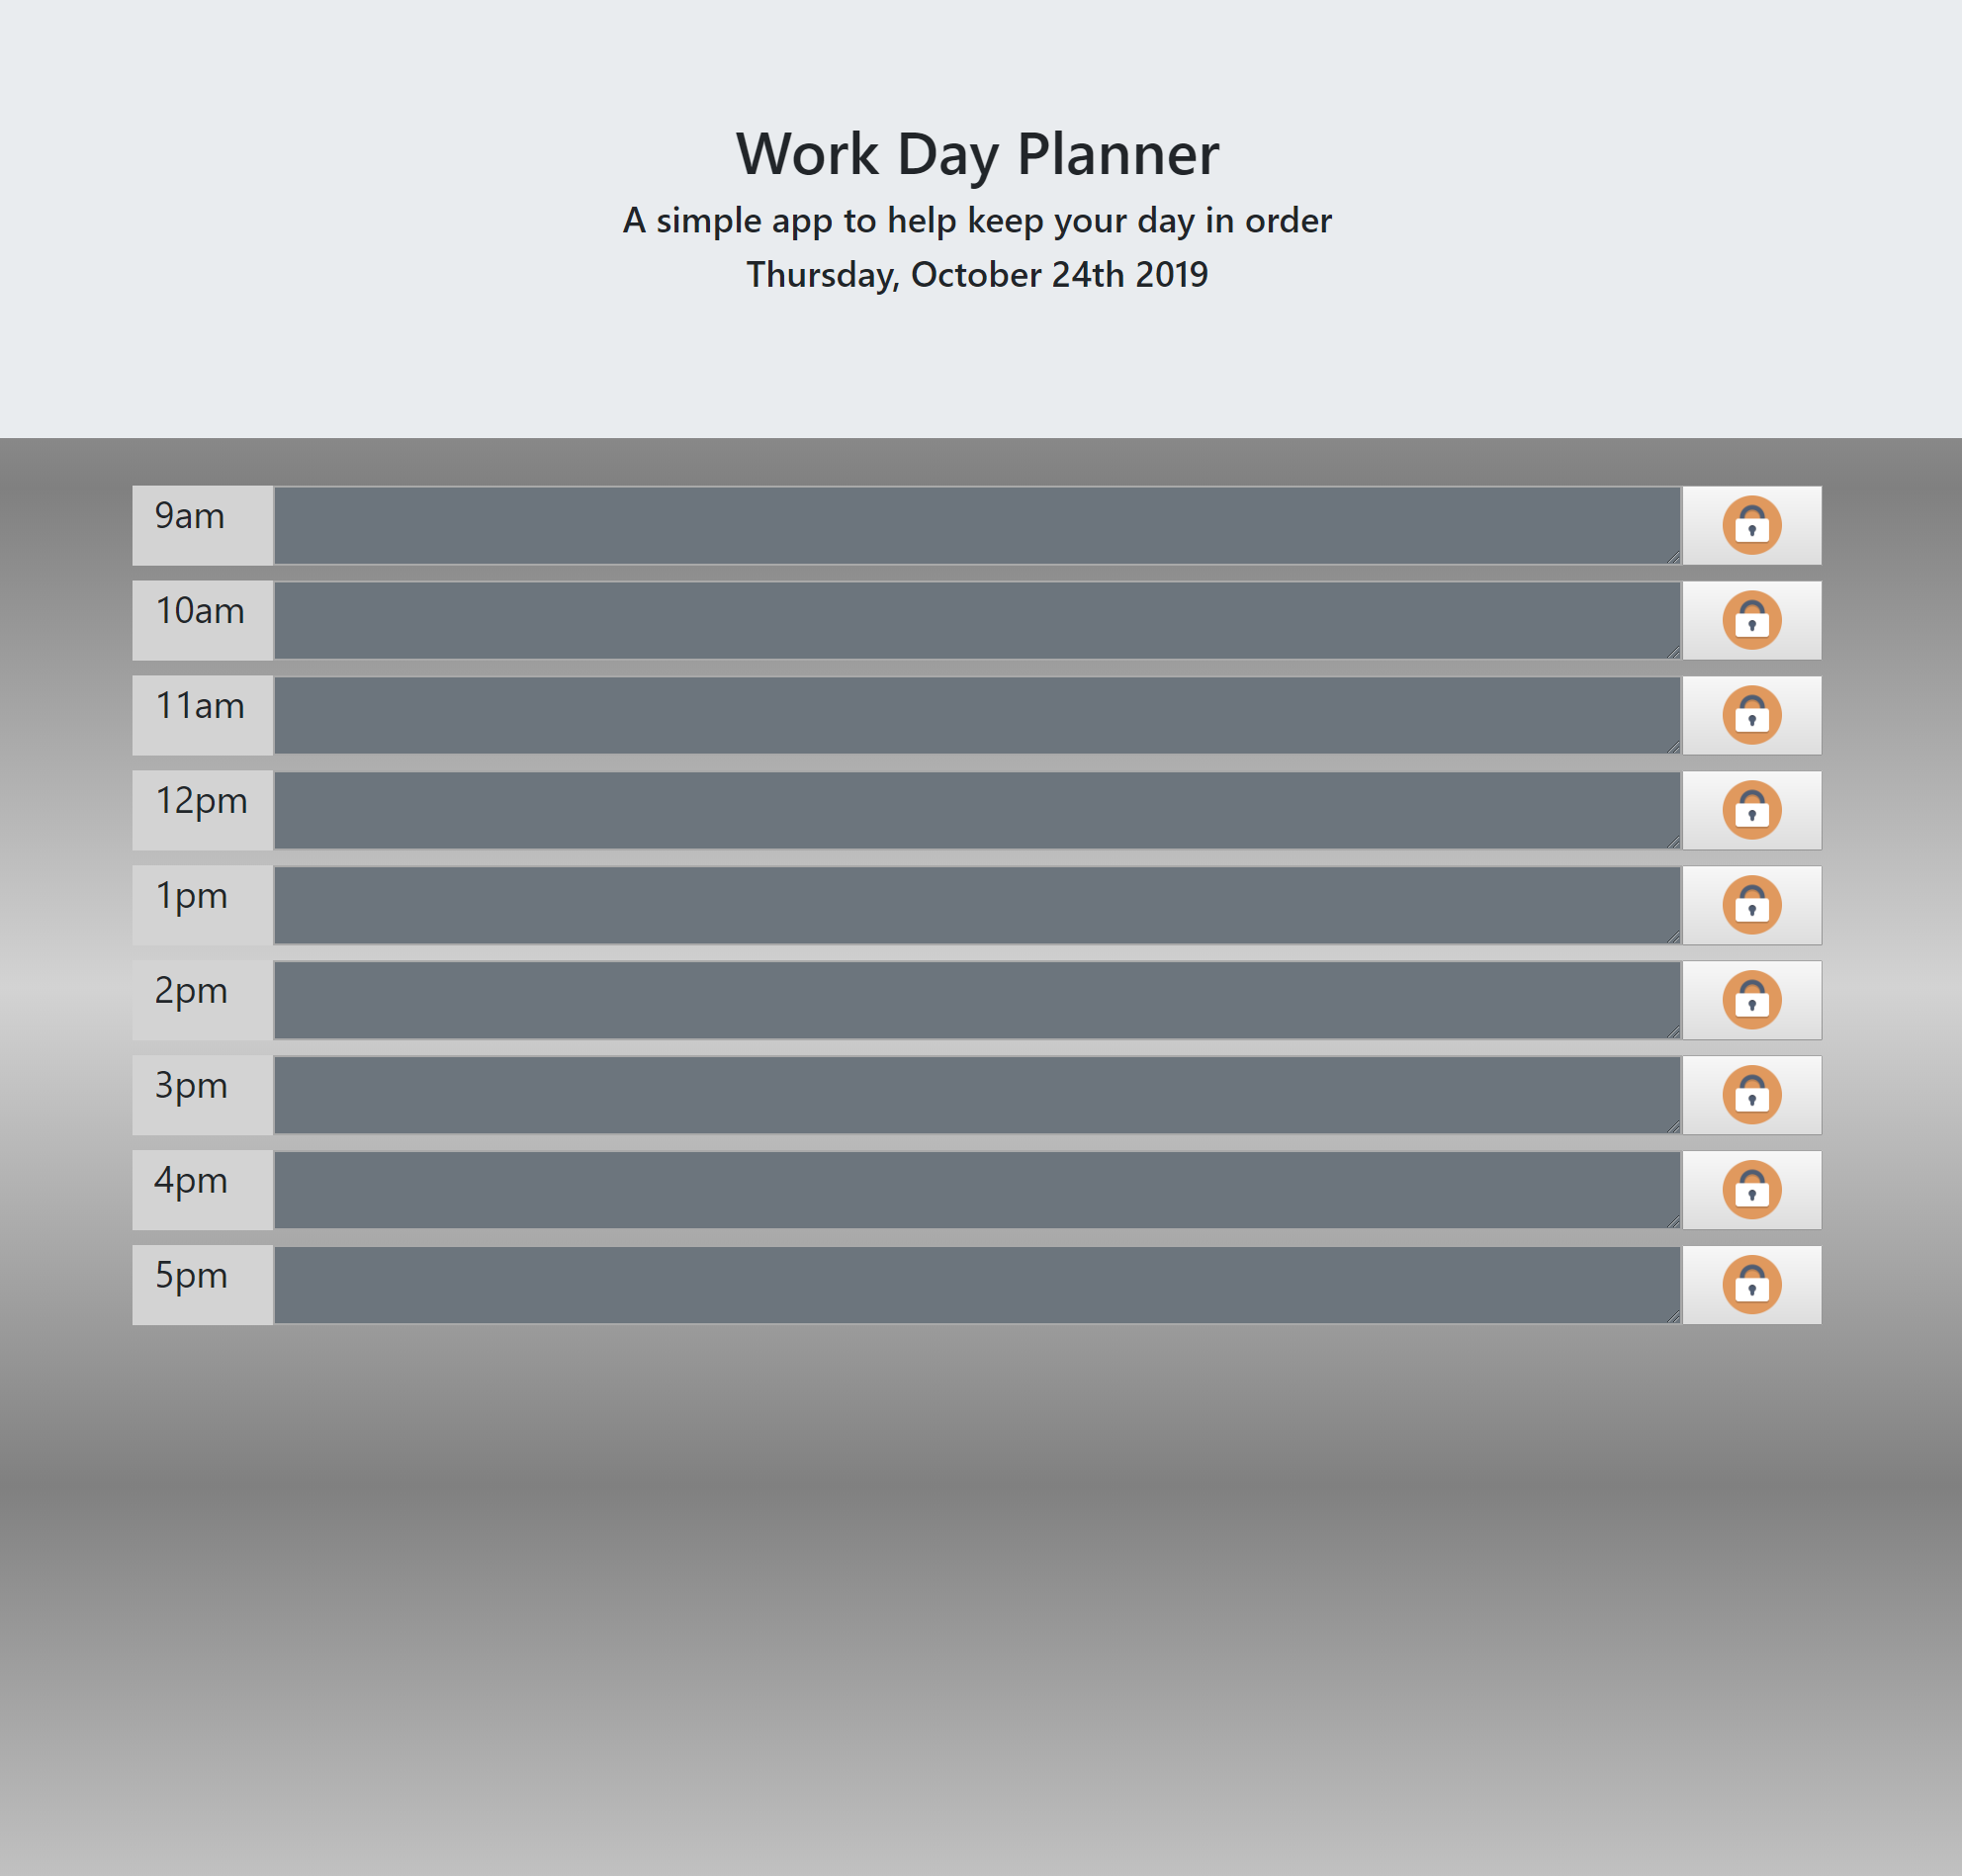 Work Day Planner
A simple app to help keep your day in order
Thursday, October 24th 2019
9am
10am
11am
12pm
1pm
2pm
3pm
4pm
5pm